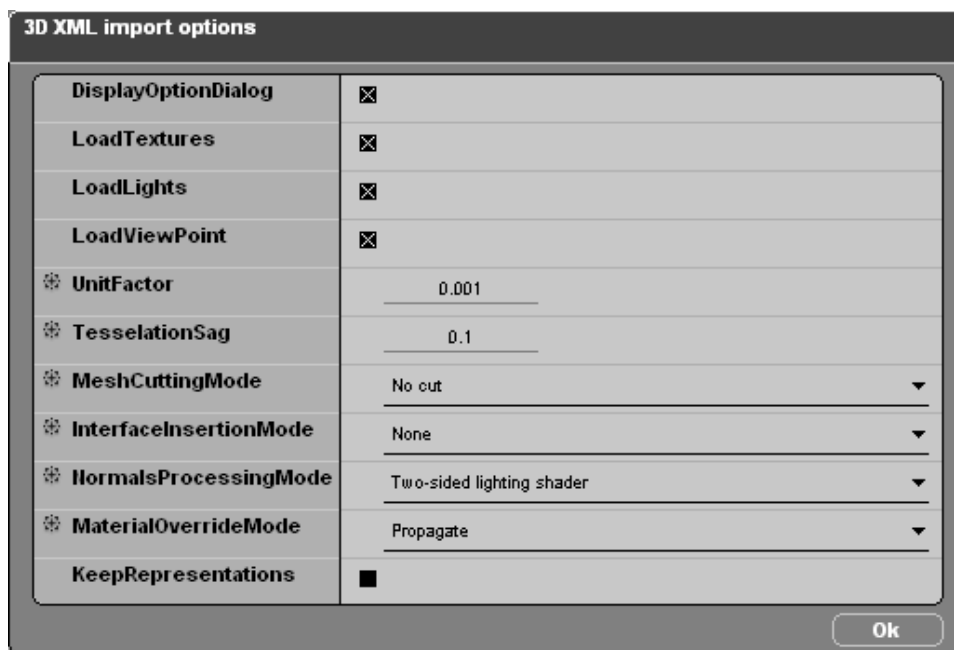 3D XML import options
DisplayOptionDialog
LoadTextures
LoadLights
LoadViewPoint
UnitFactor 0.001
TesselationSag 0.1
MeshCuttingMode No cut
InterfaceInsertionMode None
NormalsProcessingMode Two-sided lighting shader
MaterialOverrideMode Propagate
KeepRepresentations
Ok